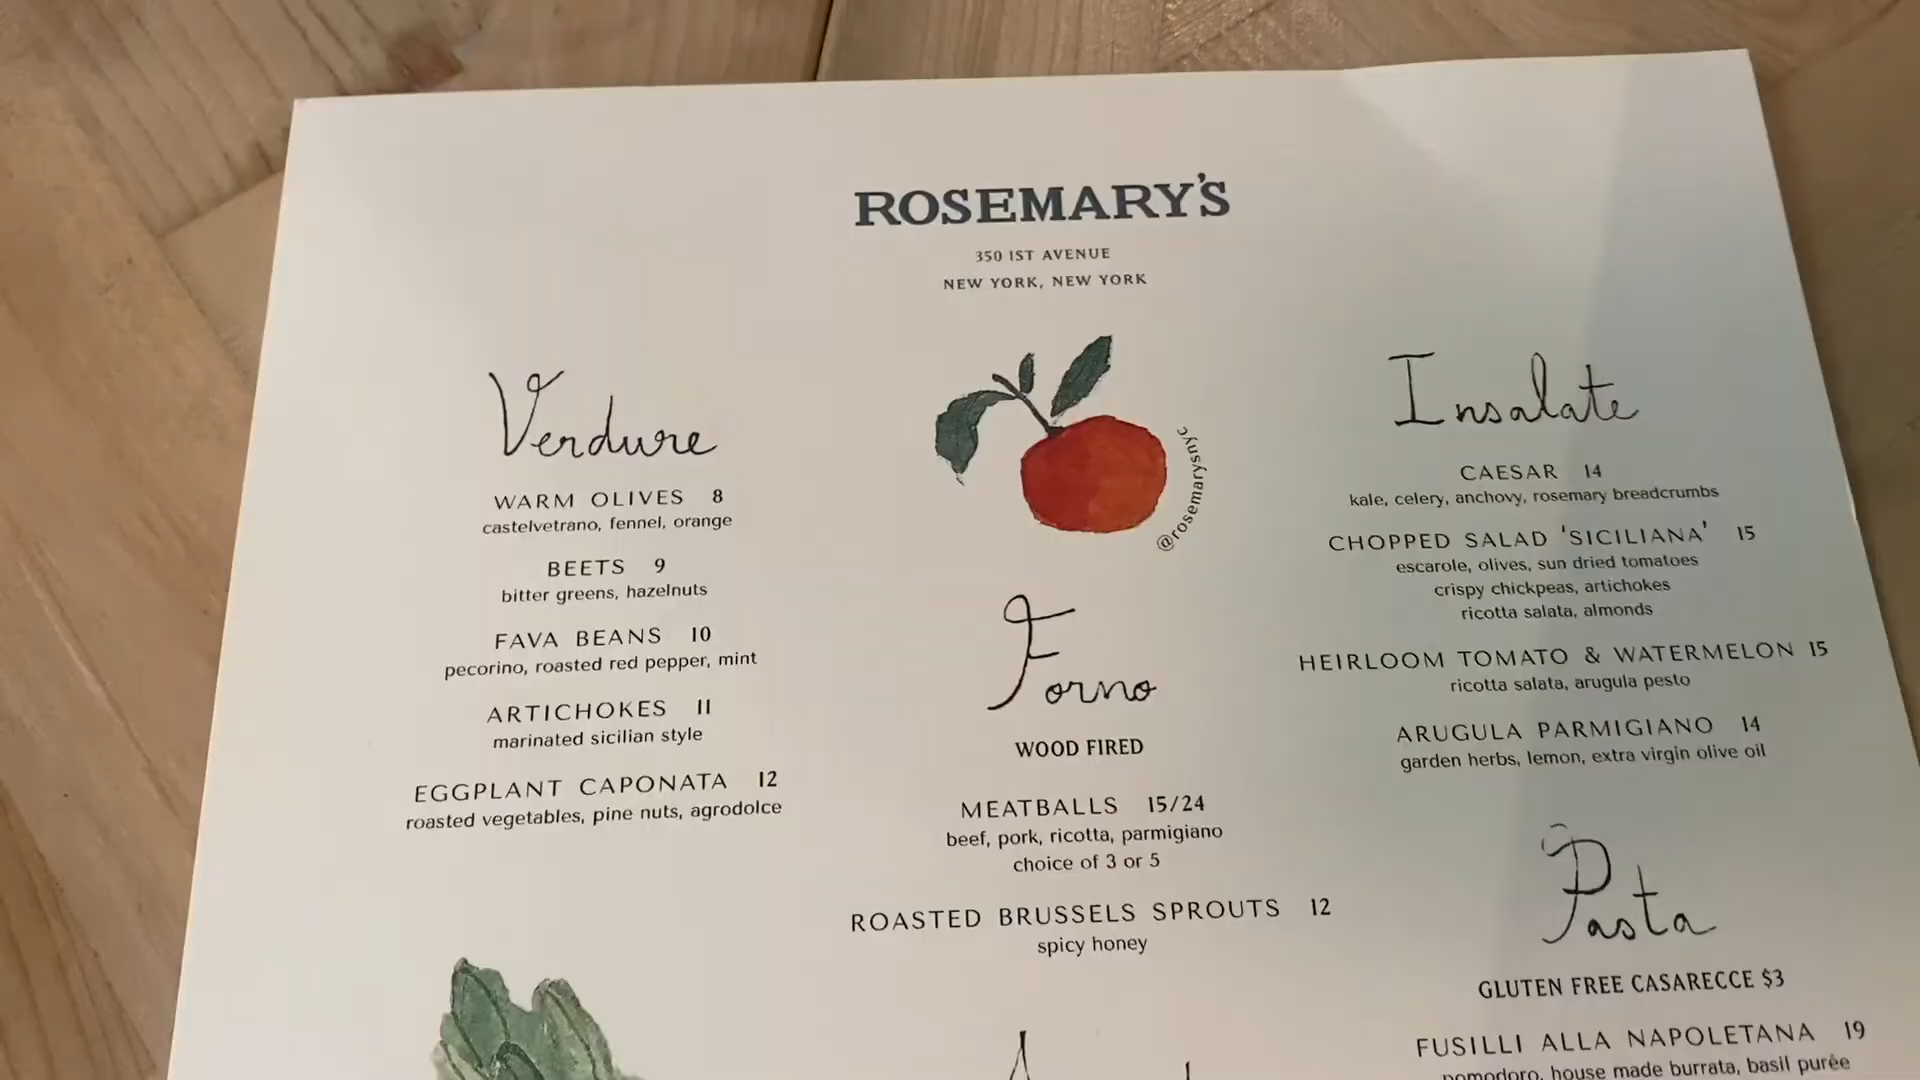 ROSEMARY'S
350 1ST AVENUE
NEW YORK, NEW YORK
@rosemarysnyc
Verdure
WARM OLIVES 8
castelvetrano, fennel, orange
BEETS 9
bitter greens, hazelnuts
FAVA BEANS 10
pecorino, roasted red pepper, mint
ARTICHOKES 11
marinated sicilian style
EGGPLANT CAPONATA 12
roasted vegetables, pine nuts, agrodolce
Forno
WOOD FIRED
MEATBALLS 15/24
beef, pork, ricotta, parmigiano
choice of 3 or 5
ROASTED BRUSSELS SPROUTS 12
spicy honey
Insalate
CAESAR 14
kale, celery, anchovy, rosemary breadcrumbs
CHOPPED SALAD 'SICILIANA' 15
escarole, olives, sun dried tomatoes
crispy chickpeas, artichokes
ricotta salata, almonds
HEIRLOOM TOMATO & WATERMELON 15
ricotta salata, arugula pesto
ARUGULA PARMIGIANO 14
garden herbs, lemon, extra virgin olive oil
Pasta
GLUTEN FREE CASARECCE $3
FUSILLI ALLA NAPOLETANA 19
pomodoro, house made burrata, basil purée